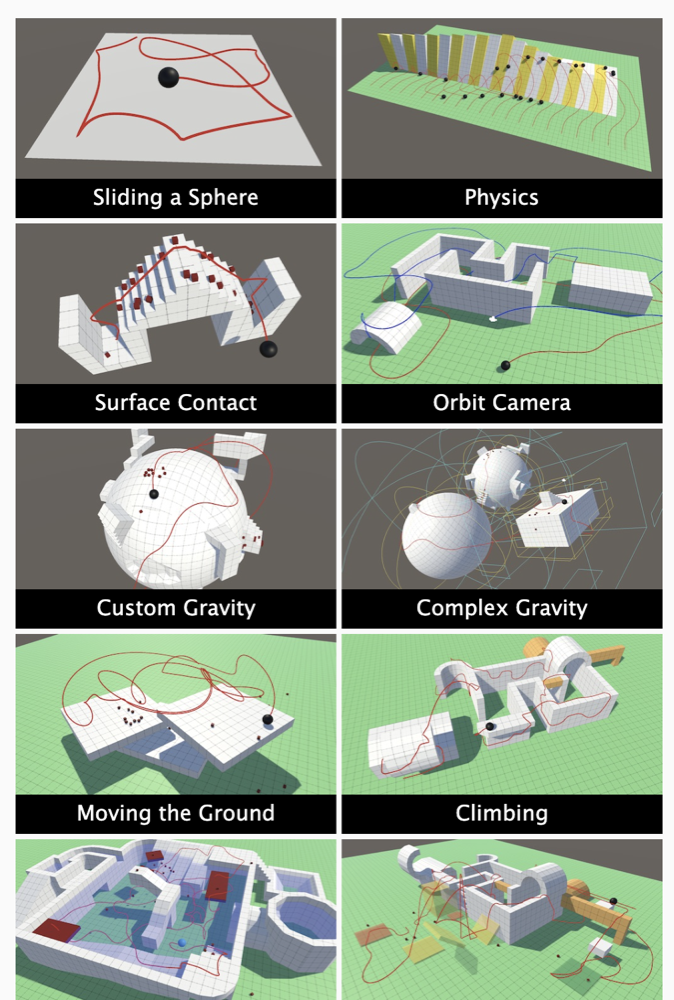 Sliding a Sphere
Physics
Surface Contact
Orbit Camera
Custom Gravity
Complex Gravity
Moving the Ground
Climbing